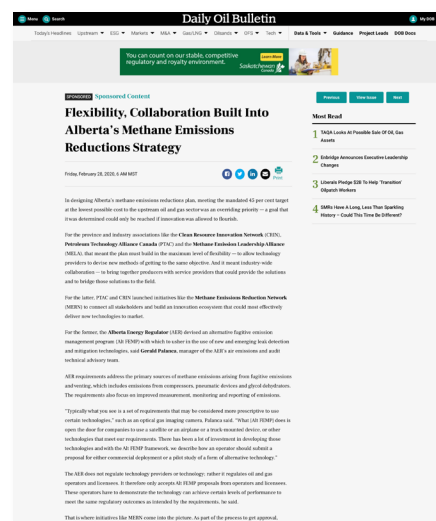 Menu Search Daily Oil Bulletin My DOB
Today's Headlines Upstream ESG Markets M&A Gas/LNG Oilsands OFS Tech Data & Tools Guidance Project Leads DOB Docs
You can count on our stable, competitive
regulatory and royalty environment.
Learn More
Saskatchewan
Canada
SPONSORED Sponsored Content
Flexibility, Collaboration Built Into
Alberta's Methane Emissions
Reductions Strategy
Friday, February 28, 2020, 6 AM MST
Print
In designing Alberta's methane emissions reductions plan, meeting the mandated 45 per cent target
at the lowest possible cost to the upstream oil and gas sector was an overriding priority — a goal that
it was determined could only be reached if innovation was allowed to flourish.
For the province and industry associations like the Clean Resource Innovation Network (CRIN),
Petroleum Technology Alliance Canada (PTAC) and the Methane Emissions Leadership Alliance
(MELA), that meant the plan must build in the maximum level of flexibility — to allow technology
providers to devise new methods of getting to the same objective. And it meant industry-wide
collaboration — to bring together producers with service providers that could provide the solutions
and to bridge those solutions to the field.
For the latter, PTAC and CRIN launched initiatives like the Methane Emissions Reduction Network
(MERN) to connect all stakeholders and build an innovation ecosystem that could most effectively
deliver new technologies to market.
For the former, the Alberta Energy Regulator (AER) devised an alternative fugitive emission
management program (Alt FEMP) with which to usher in the use of new and emerging leak detection
and mitigation technologies, said Gerald Palanca, manager of the AER's air emissions and audit
technical advisory team.
AER requirements address the primary sources of methane emissions arising from fugitive emissions
and venting, which includes emissions from compressors, pneumatic devices and glycol dehydrators.
The requirements also focus on improved measurement, monitoring and reporting of emissions.
"Typically what you see is a set of requirements that may be considered more prescriptive to use
certain technologies," such as an optical gas imaging camera, Palanca said. "What [Alt FEMP] does is
open the door for companies to use a satellite or an airplane or a truck-mounted device, or other
technologies that meet our requirements. There has been a lot of investment in developing those
technologies and with the Alt FEMP framework, we describe how an operator should submit a
proposal for either commercial deployment or a pilot study of a form of alternative technology."
The AER does not regulate technology providers or technology; rather it regulates oil and gas
operators and licensees. It therefore only accepts Alt FEMP proposals from operators and licensees.
These operators have to demonstrate the technology can achieve certain levels of performance to
meet the same regulatory outcomes as intended by the requirements, he said.
That is where initiatives like MERN come into the picture. As part of the process to get approval,
Previous View Issue Next
Most Read
1 TAQA Looks At Possible Sale Of Oil, Gas
Assets
2 Enbridge Announces Executive Leadership
Changes
3 Liberals Pledge $2B To Help 'Transition'
Oilpatch Workers
4 SMRs Have A Long, Less Than Sparkling
History – Could This Time Be Different?